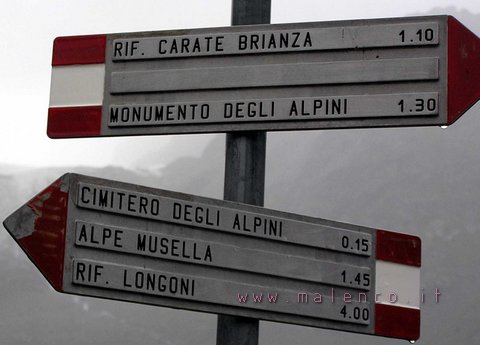 RIF. CARATE BRIANZA 1.10
MONUMENTO DEGLI ALPINI 1.30
CIMITERO DEGLI ALPINI 0.15
ALPE MUSELLA 1.45
RIF. LONGONI 4.00
www.malenco.it